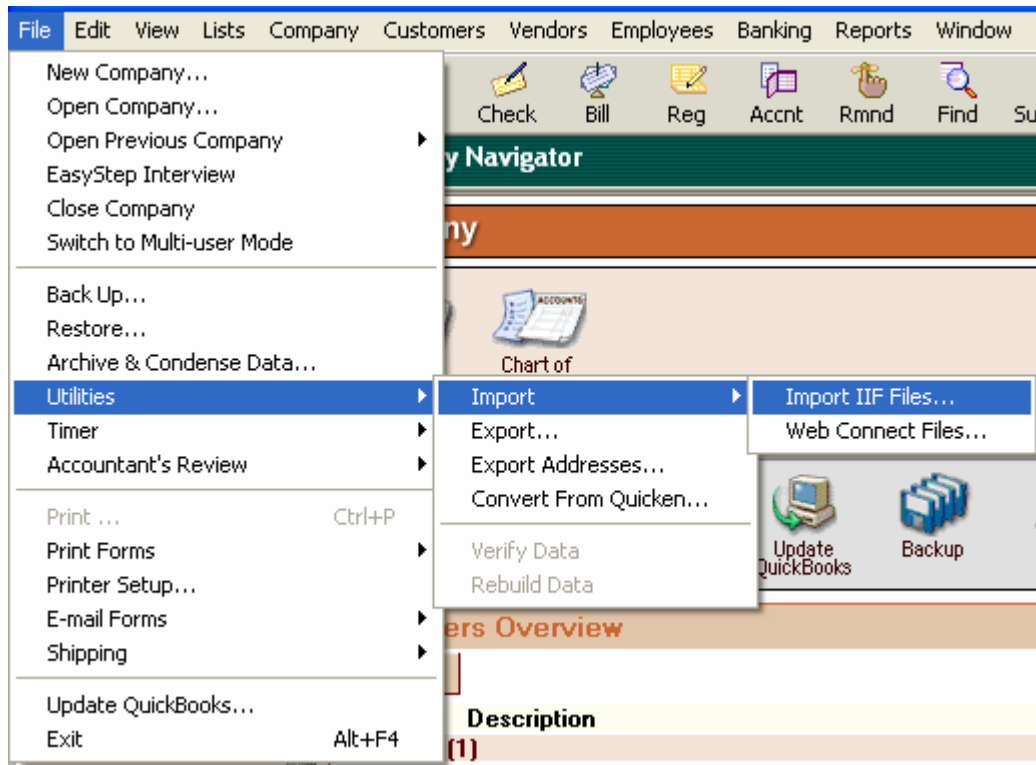 File Edit View Lists Company Customers Vendors Employees Banking Reports Window
New Company...
Open Company...
Open Previous Company
EasyStep Interview
Close Company
Switch to Multi-user Mode
Back Up...
Restore...
Archive & Condense Data...
Utilities
Timer
Accountant's Review
Print ... Ctrl+P
Print Forms
Printer Setup...
E-mail Forms
Shipping
Update QuickBooks...
Exit Alt+F4
Import
Export...
Export Addresses...
Convert From Quicken...
Verify Data
Rebuild Data
Import IIF Files...
Web Connect Files...
Check Bill Reg Accnt Rmnd Find Su
y Navigator
ny
ACCOUNTS
Chart of
Update
QuickBooks
Backup
ers Overview
Description
(1)